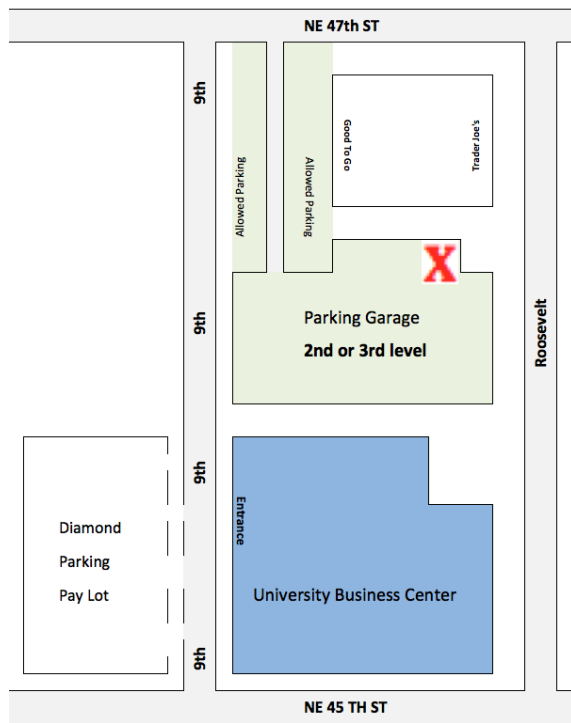 NE 47th ST
9th
Good To Go
Trader Joe's
Allowed Parking
Allowed Parking
X
9th
Parking Garage
2nd or 3rd level
Roosevelt
9th
Entrance
Diamond
Parking
Pay Lot
University Business Center
9th
NE 45 TH ST